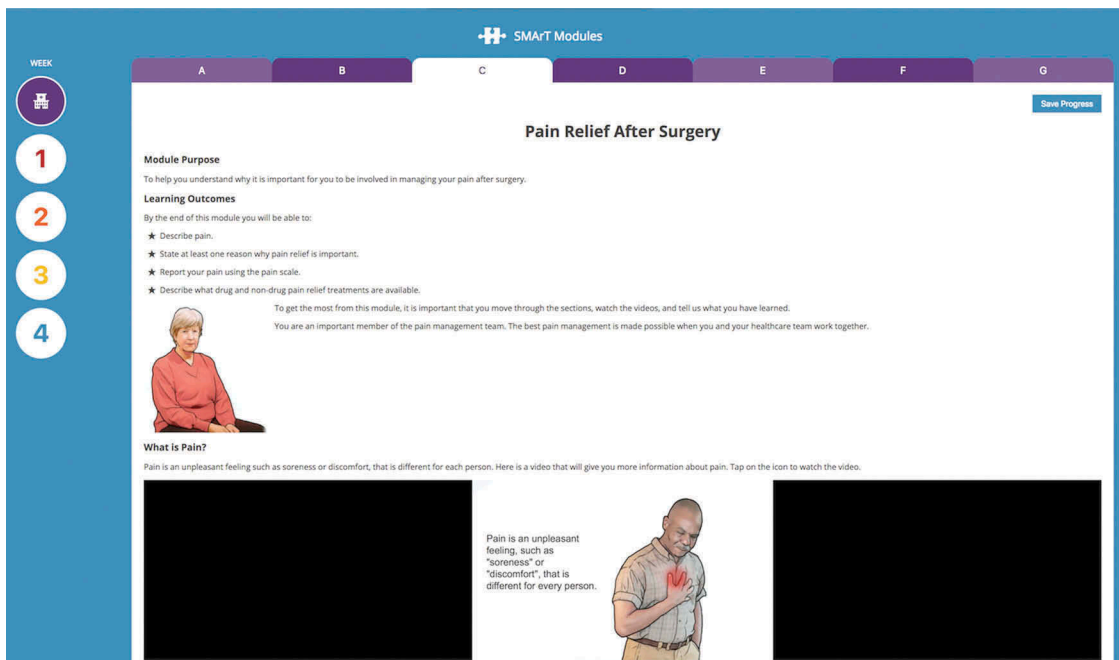 SMArT Modules
WEEK
A B C D E F G
Save Progress
Pain Relief After Surgery
1
2
3
4
Module Purpose
To help you understand why it is important for you to be involved in managing your pain after surgery.
Learning Outcomes
By the end of this module you will be able to:
★ Describe pain.
★ State at least one reason why pain relief is important.
★ Report your pain using the pain scale.
★ Describe what drug and non-drug pain relief treatments are available.
To get the most from this module, it is important that you move through the sections, watch the videos, and tell us what you have learned.
You are an important member of the pain management team. The best pain management is made possible when you and your healthcare team work together.
What is Pain?
Pain is an unpleasant feeling such as soreness or discomfort, that is different for each person. Here is a video that will give you more information about pain. Tap on the icon to watch the video.
Pain is an unpleasant
feeling, such as
"soreness" or
"discomfort", that is
different for every person.